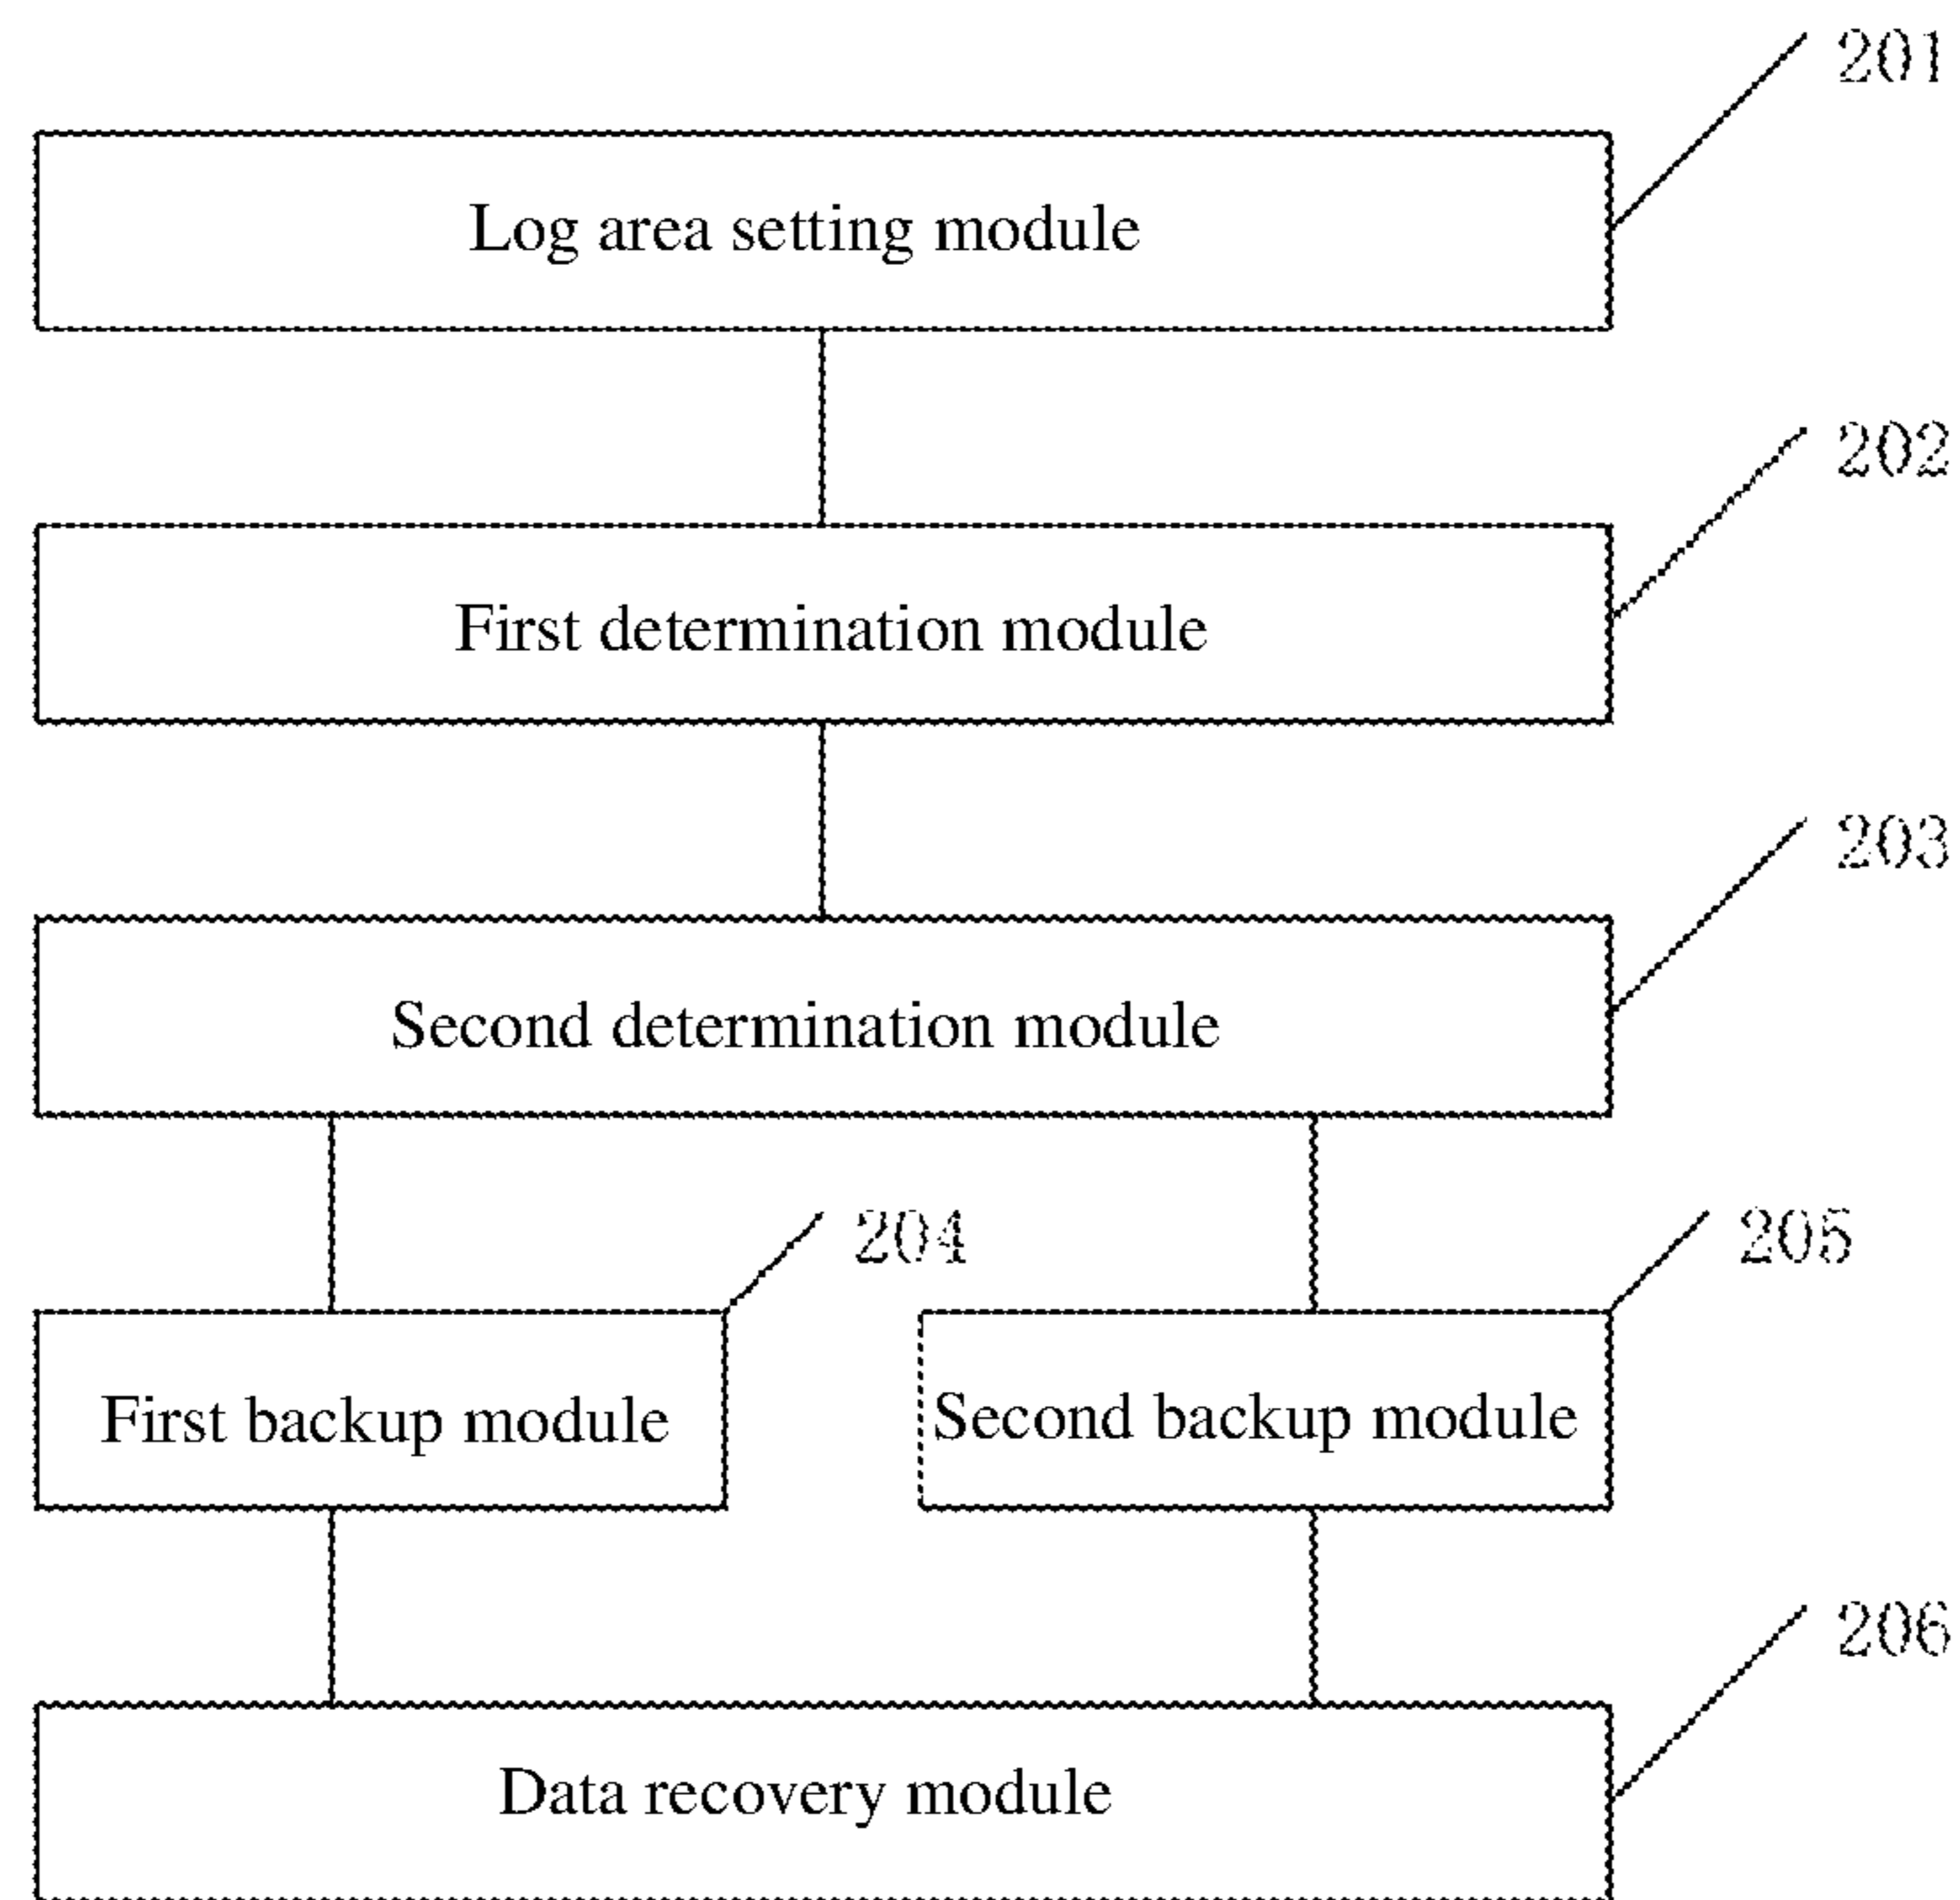 201
Log area setting module
202
First determination module
203
Second determination module
204
205
First backup module
Second backup module
206
Data recovery module